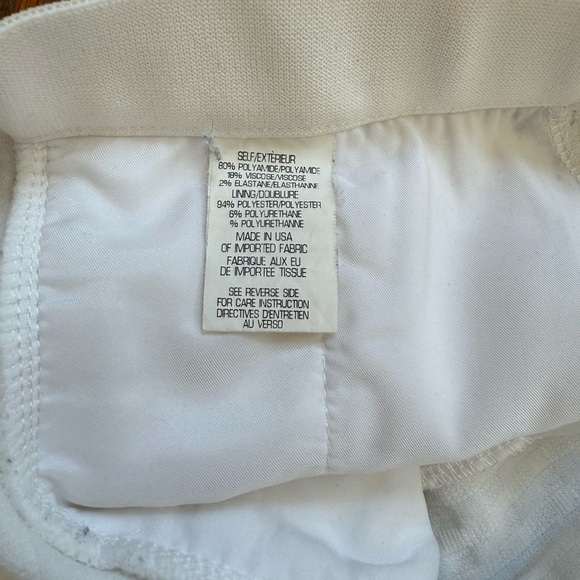 SELF/EXTÈRIEUR
80% POLYAMIDE/POLYAMIDE
18% VISCOSE/VISCOSE
2% ELASTANE/ELASTHANNE
LINING/DOUBLURE
94% POLYESTER/POLYESTER
6% POLYURETHANE
% POLYURETHANE
MADE IN USA
OF IMPORTED FABRIC
FABRIQUE AUX EU
DE IMPORTEE TISSUE
SEE REVERSE SIDE
FOR CARE INSTRUCTION
DIRECTIVES D'ENTRETIEN
AU VERSO